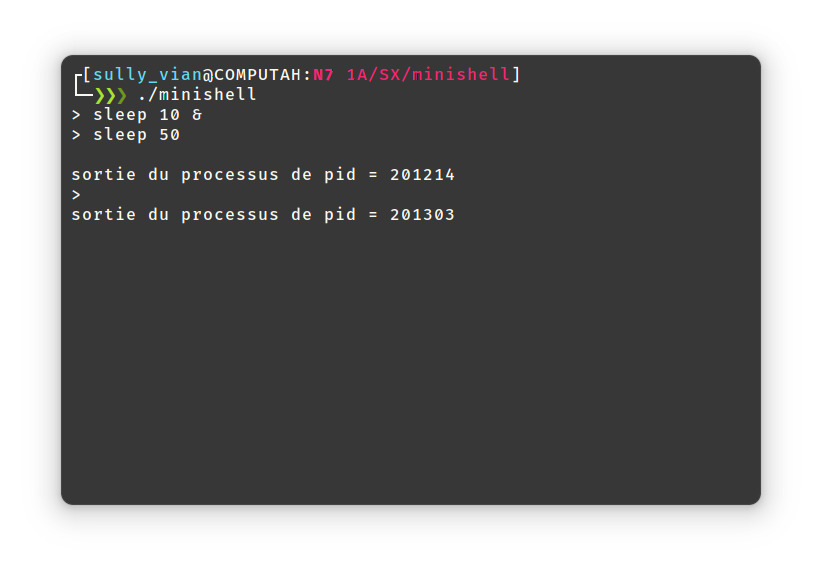 ┌[sully_vian@COMPUTAH:N7 1A/SX/minishell]
└─❯❯❯ ./minishell
> sleep 10 &
> sleep 50
sortie du processus de pid = 201214
>
sortie du processus de pid = 201303